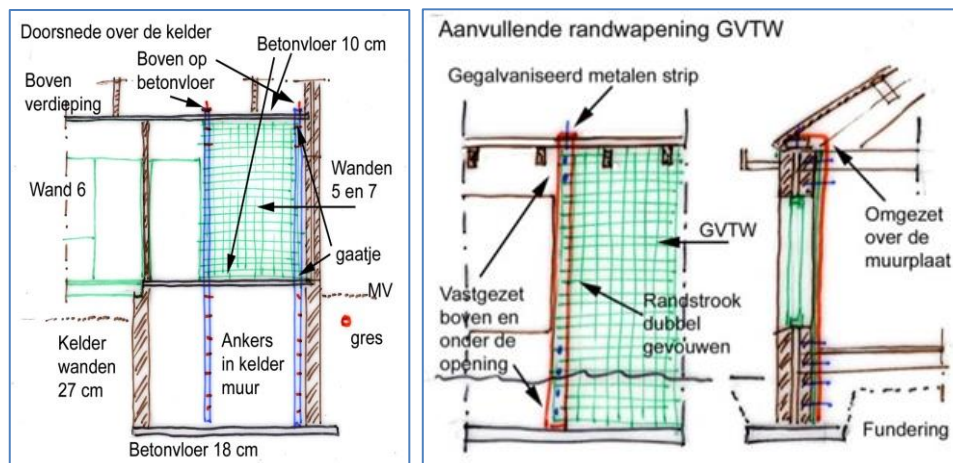 Doorsnede over de kelder
Betonvloer 10 cm
Boven op
betonvloer
Boven
verdieping
Wand 6
Wanden
5 en 7
gaatje
MV
gres
Kelder
wanden
27 cm
Ankers
in kelder
muur
Betonvloer 18 cm
Aanvullende randwapening GVTW
Gegalvaniseerd metalen strip
Omgezet
over de
muurplaat
GVTW
Vastgezet
boven en
onder de
opening
Randstrook
dubbel
gevouwen
Fundering